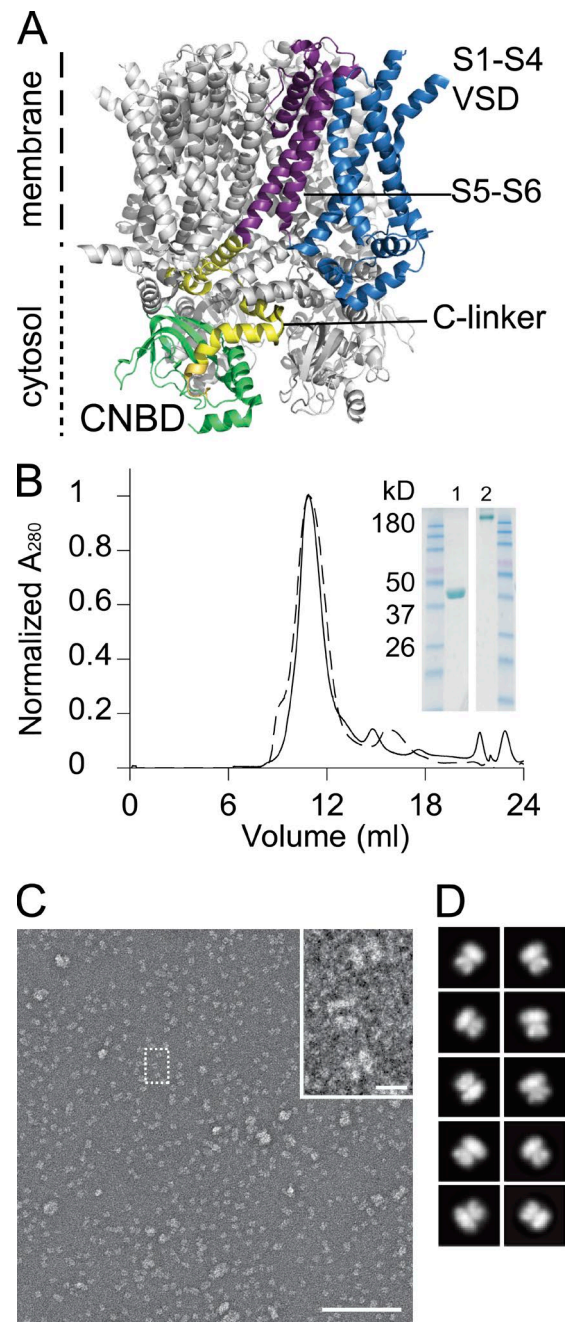 A
membrane
cytosol
S1-S4
VSD
S5-S6
C-linker
CNBD
B
Normalized A280
1
0.8
0.6
0.4
0.2
0
0 6 12 18 24
Volume (ml)
kD 1 2
180
50
37
26
C
D